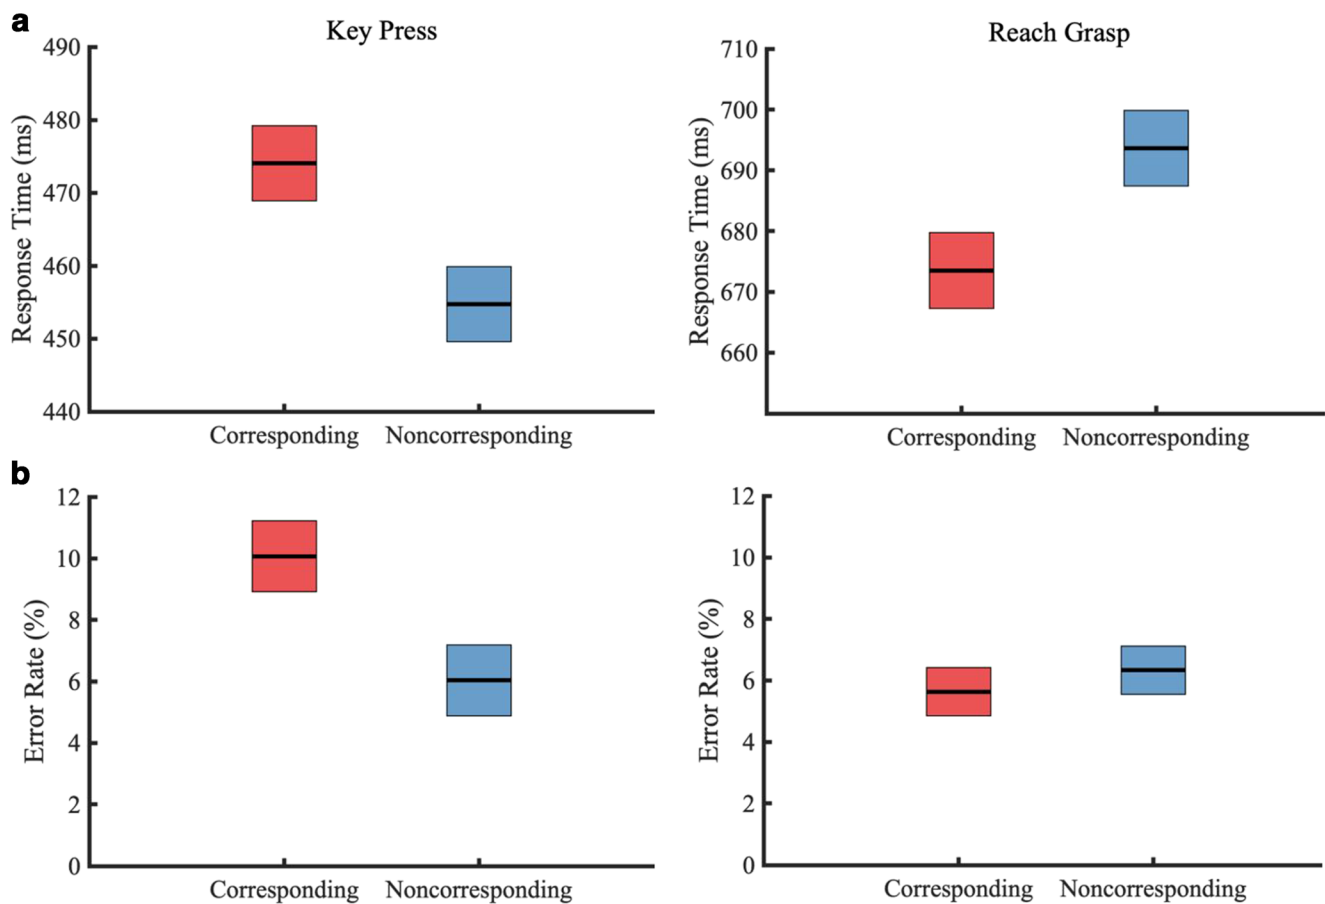 a
Key Press
Reach Grasp
Response Time (ms)
490
480
470
460
450
440
Corresponding Noncorresponding
Response Time (ms)
710
700
690
680
670
660
Corresponding Noncorresponding
b
Error Rate (%)
12
10
8
6
4
2
0
Corresponding Noncorresponding
Error Rate (%)
12
10
8
6
4
2
0
Corresponding Noncorresponding